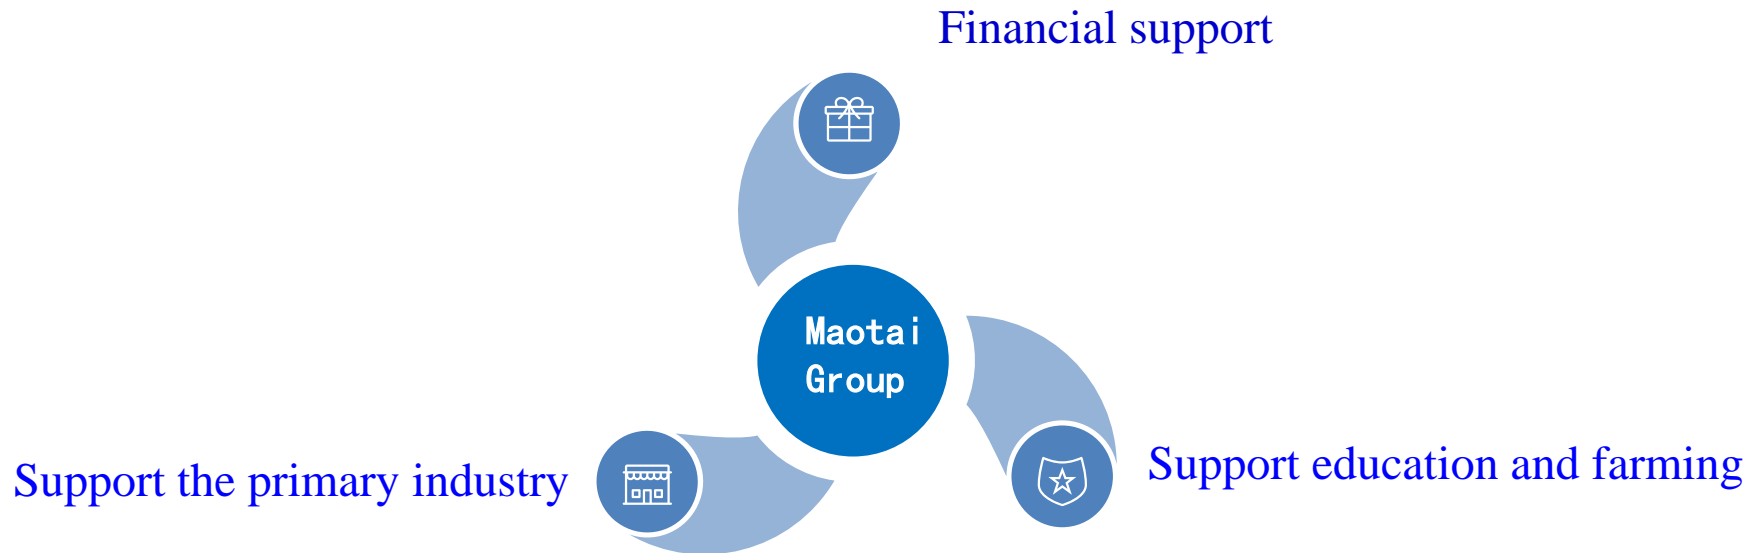 Financial support
Maotai
Group
Support the primary industry
Support education and farming